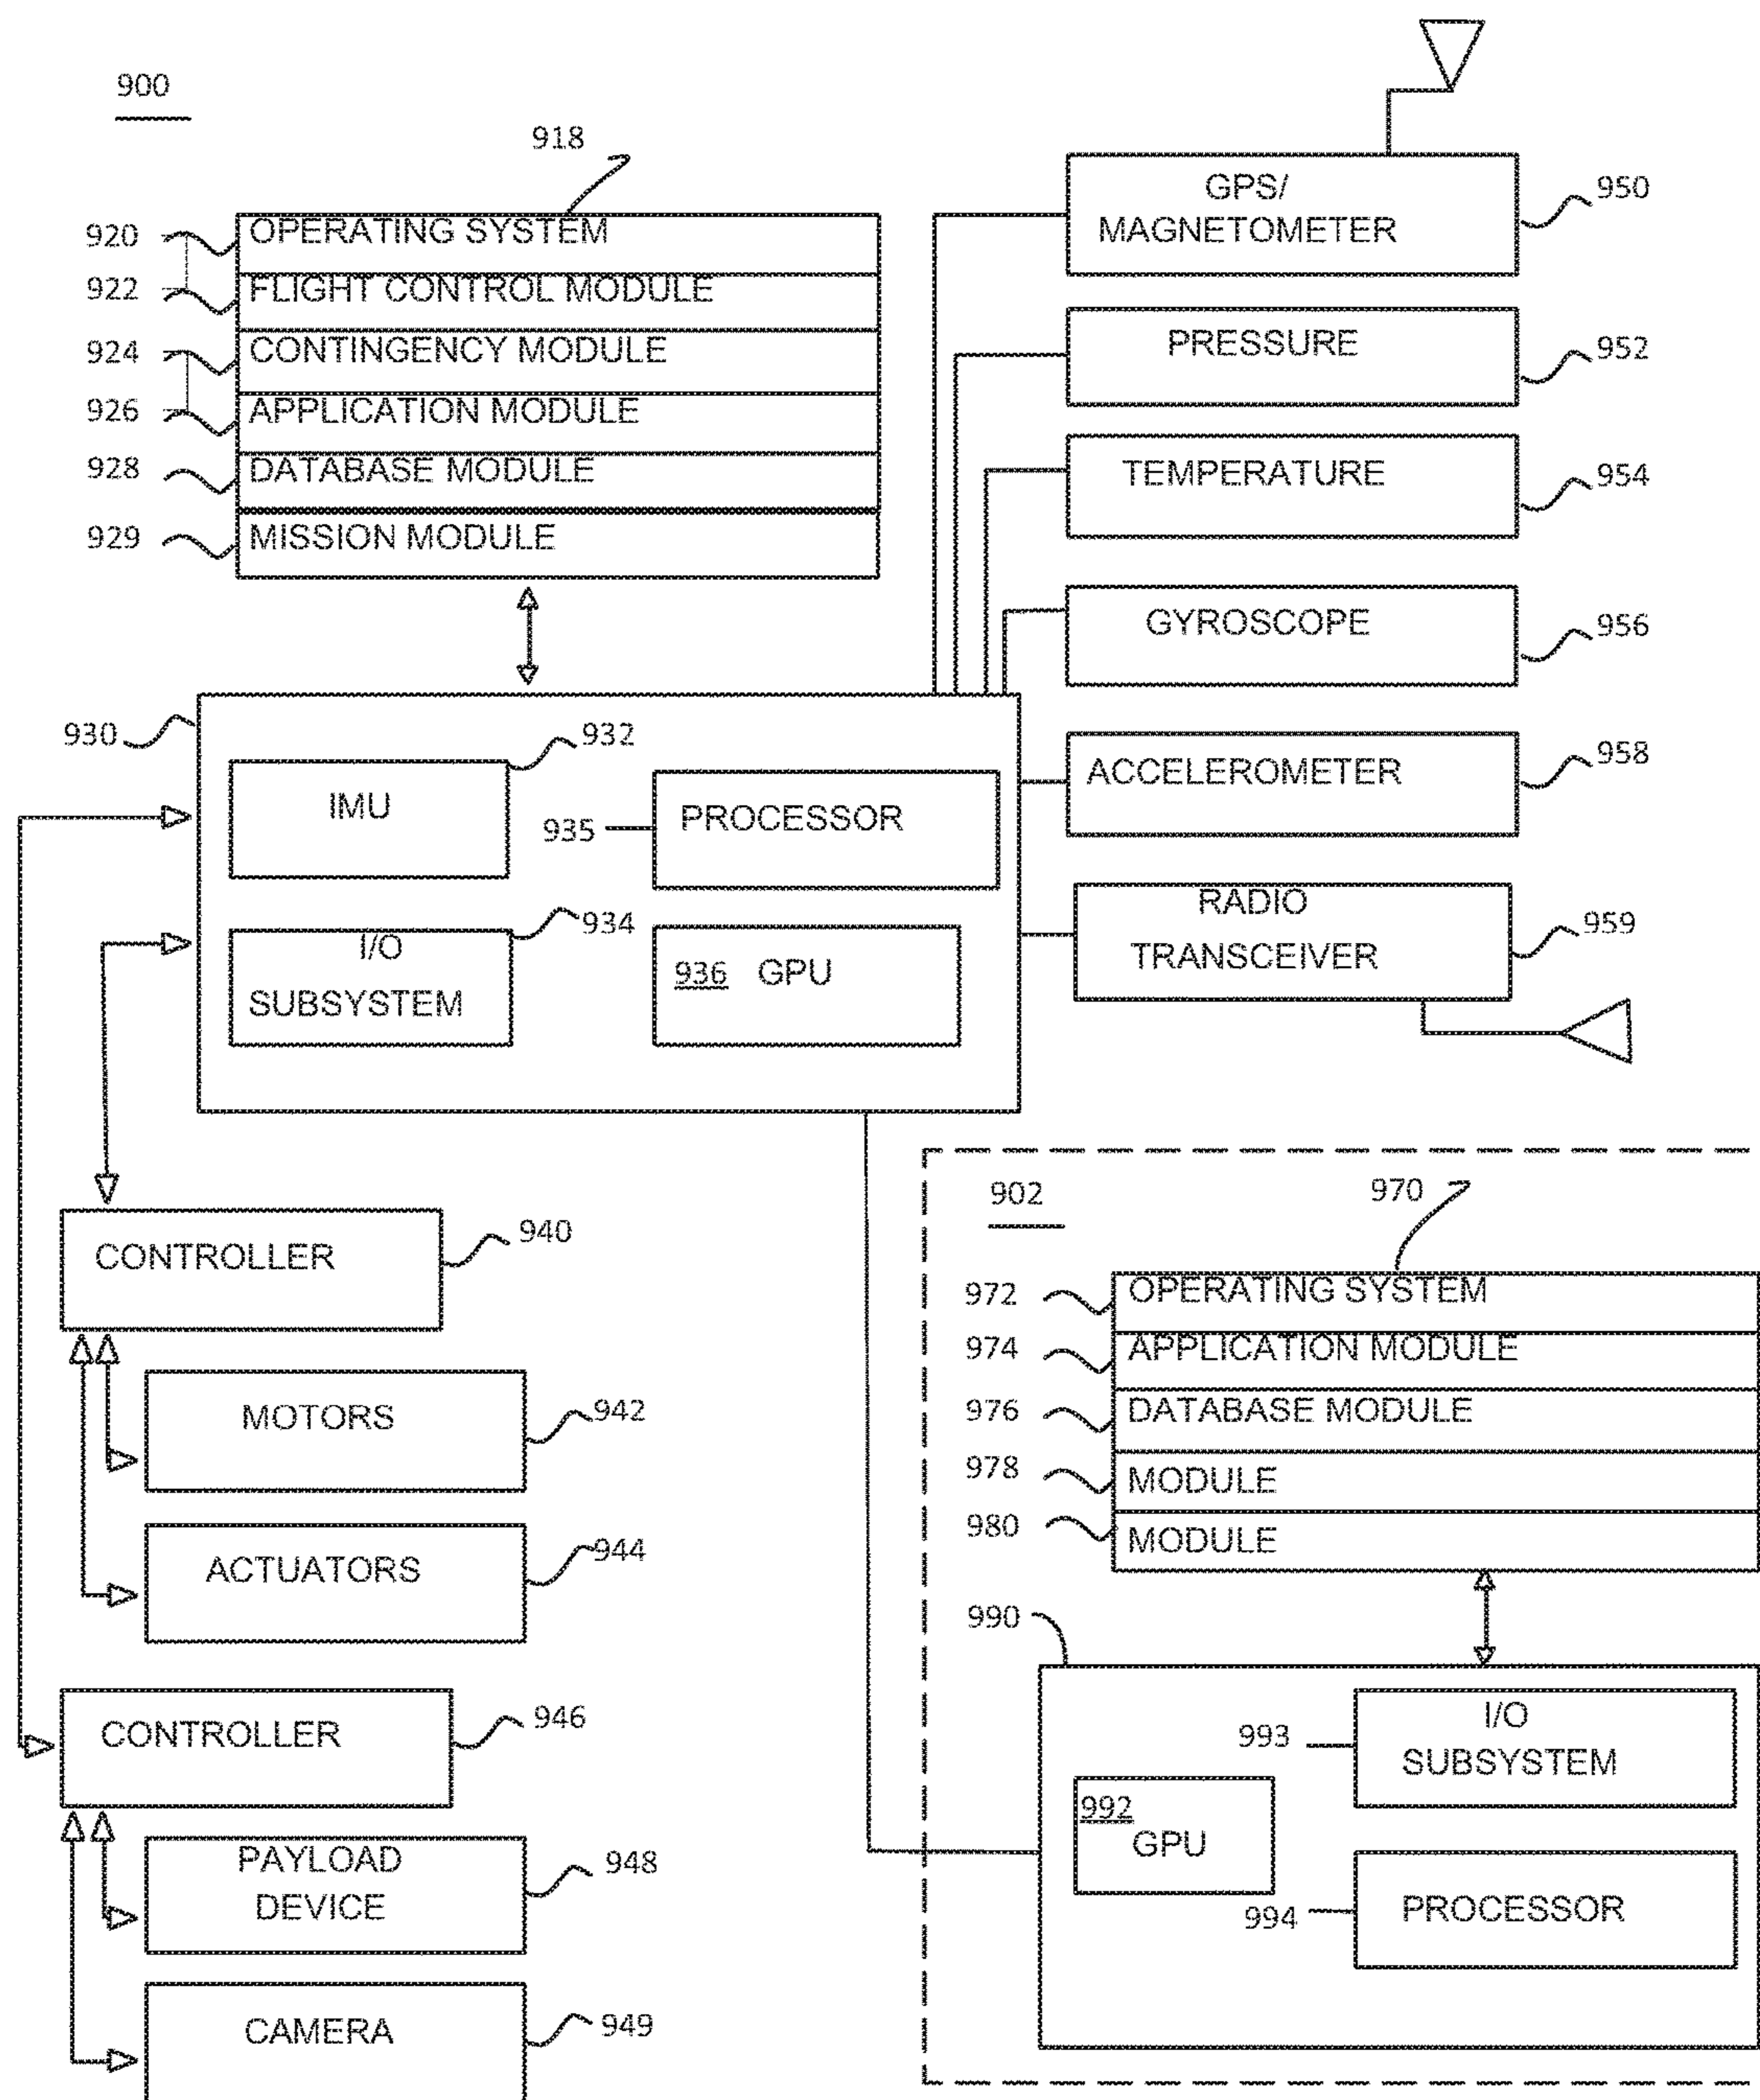 900
918
920
OPERATING SYSTEM
922
FLIGHT CONTROL MODULE
924
CONTINGENCY MODULE
926
APPLICATION MODULE
928
DATABASE MODULE
929
MISSION MODULE
GPS/
MAGNETOMETER
950
PRESSURE
952
TEMPERATURE
954
GYROSCOPE
956
ACCELEROMETER
958
RADIO
TRANSCEIVER
959
930
932
IMU
935
PROCESSOR
934
I/O
SUBSYSTEM
936 GPU
CONTROLLER
940
MOTORS
942
ACTUATORS
944
CONTROLLER
946
PAYLOAD
DEVICE
948
CAMERA
949
902
970
972
OPERATING SYSTEM
974
APPLICATION MODULE
976
DATABASE MODULE
978
MODULE
980
MODULE
990
993
I/O
SUBSYSTEM
992
GPU
994
PROCESSOR